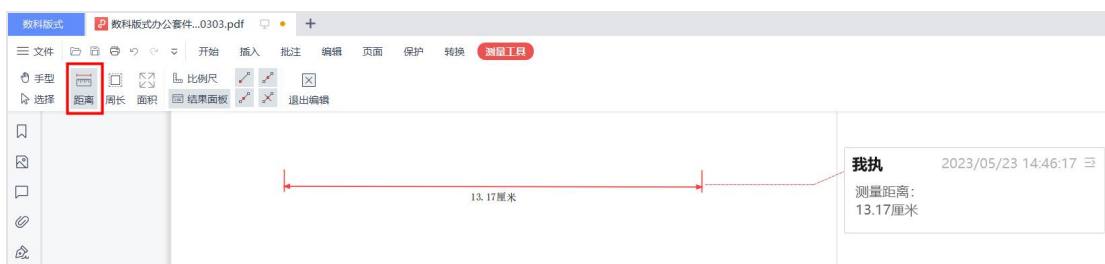 数科版式 数科版式办公套件...0303.pdf
文件 开始 插入 批注 编辑 页面 保护 转换 测量工具
手型 比例尺
选择 距离 周长 面积 结果面板 退出编辑
我执 2023/05/23 14:46:17
测量距离：
13.17厘米
13.17厘米